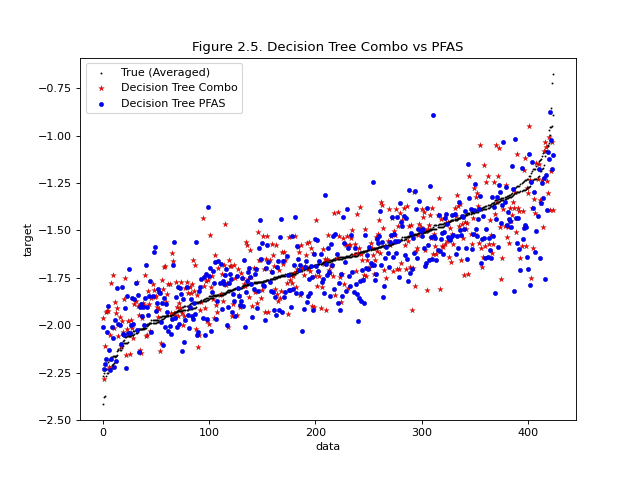 Figure 2.5. Decision Tree Combo vs PFAS
True (Averaged)
Decision Tree Combo
Decision Tree PFAS
−0.75
−1.00
−1.25
−1.50
−1.75
−2.00
−2.25
−2.50
target
0 100 200 300 400
data